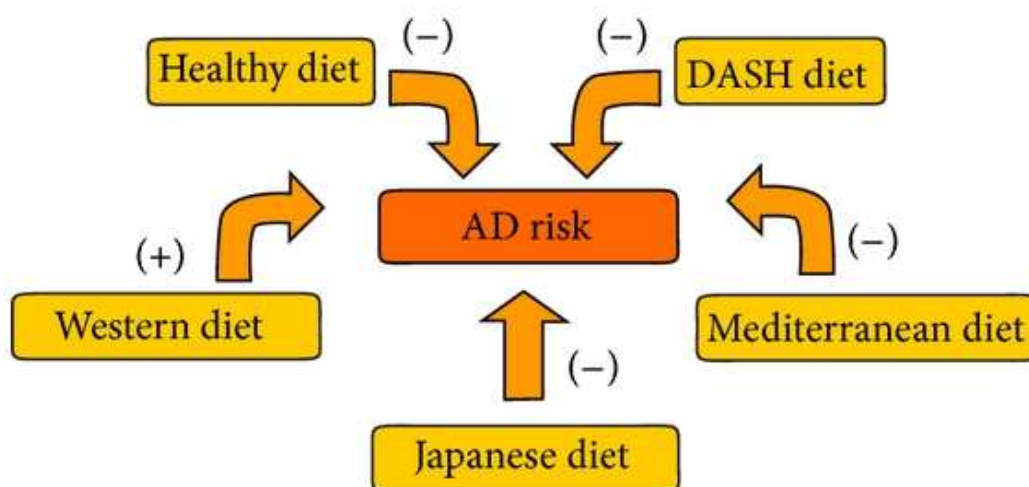 (−)
(−)
Healthy diet
DASH diet
AD risk
(+)
(−)
Western diet
Mediterranean diet
(−)
Japanese diet